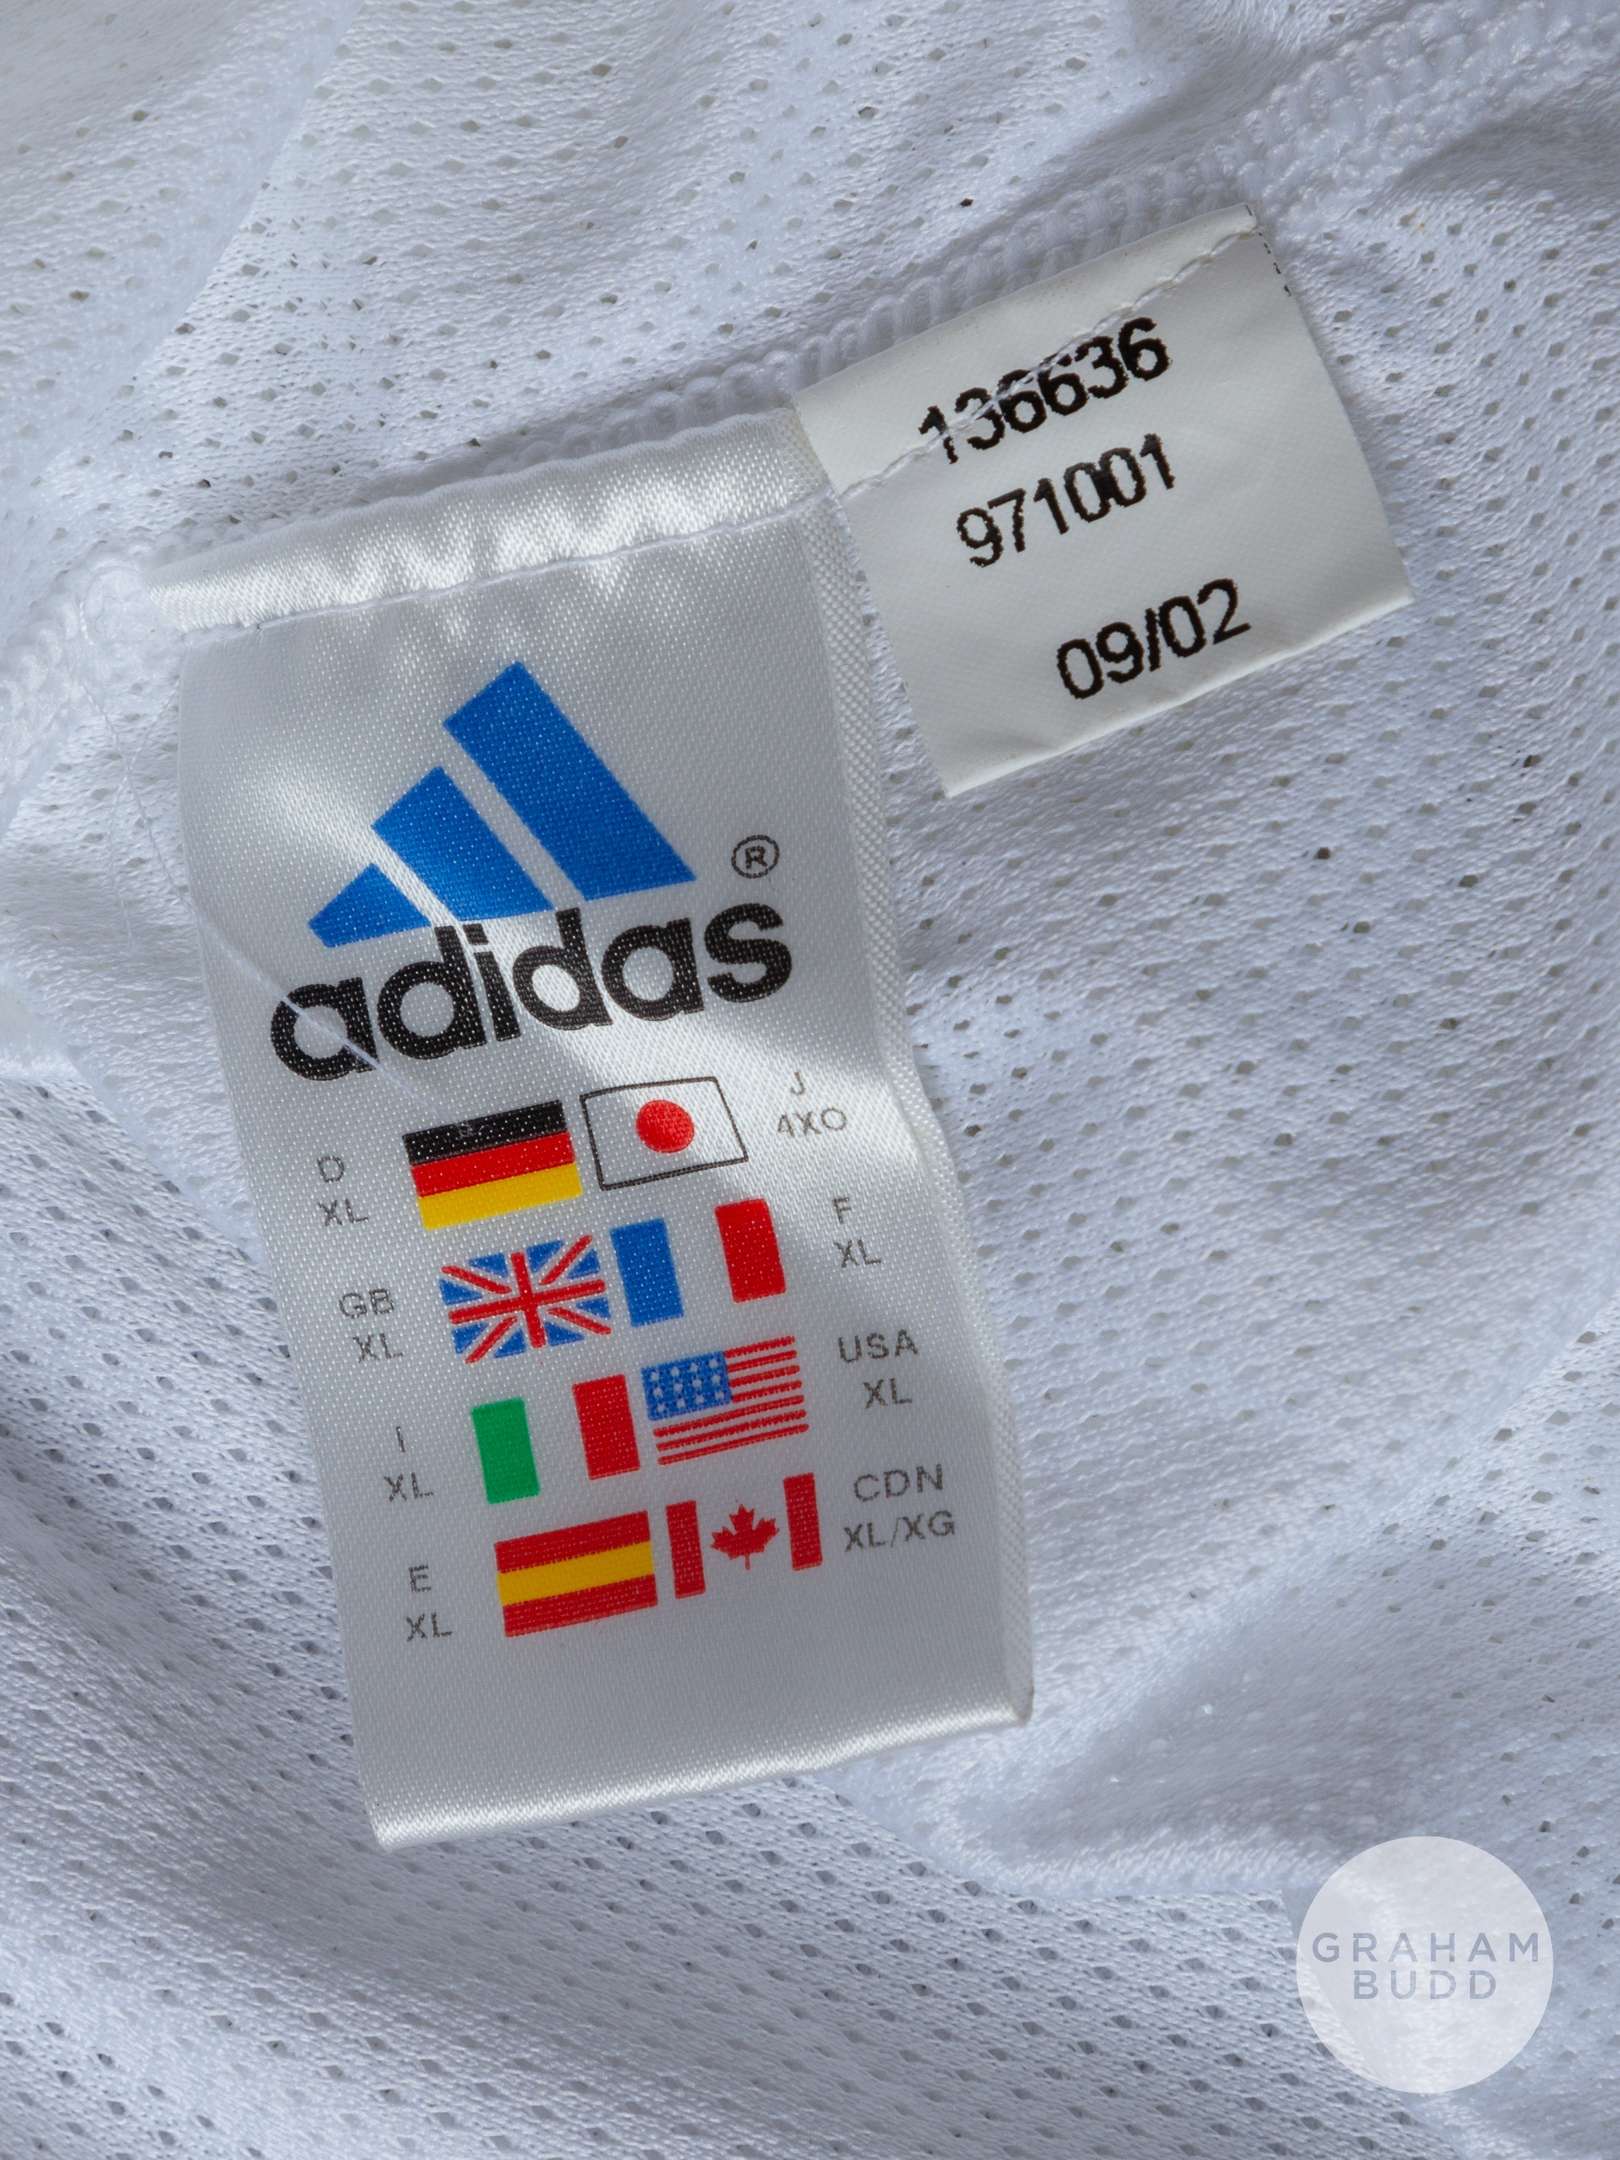 136636
971001
09/02
®
adidas
D
XL
J
4XO
GB
XL
F
XL
I
XL
USA
XL
E
XL
CDN
XL/XG
GRAHAM
BUDD